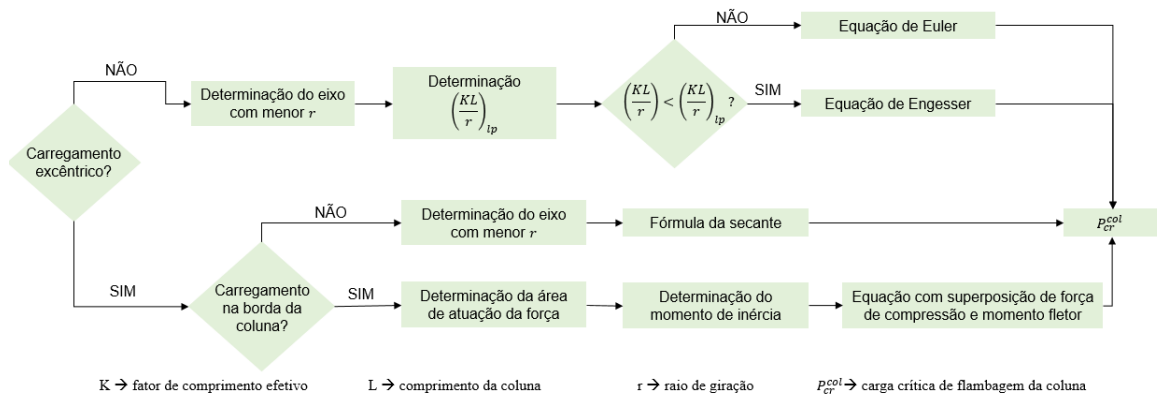 NÃO
Equação de Euler
NÃO
Determinação do eixo
com menor r
Determinação
(KL/r)lp
(KL/r) < (KL/r)lp ?
SIM
Equação de Engesser
Carregamento
excêntrico?
NÃO
Determinação do eixo
com menor r
Fórmula da secante
P_cr^col
SIM
Carregamento
na borda da
coluna?
SIM
Determinação da área
de atuação da força
Determinação do
momento de inércia
Equação com superposição de força
de compressão e momento fletor
K → fator de comprimento efetivo
L → comprimento da coluna
r → raio de giração
P_cr^col → carga crítica de flambagem da coluna